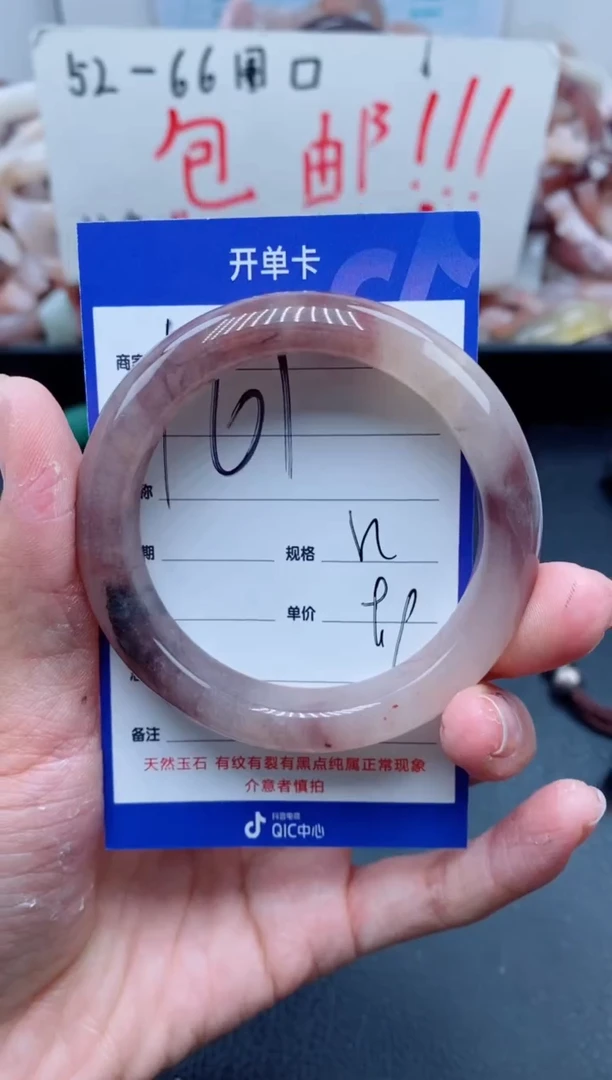 52-66圈口
包邮!!!
开单卡
商家
161
称
期
规格 n
单价
备注
天然玉石 有纹有裂有黑点纯属正常现象
介意者慎拍
抖音电商
QIC中心